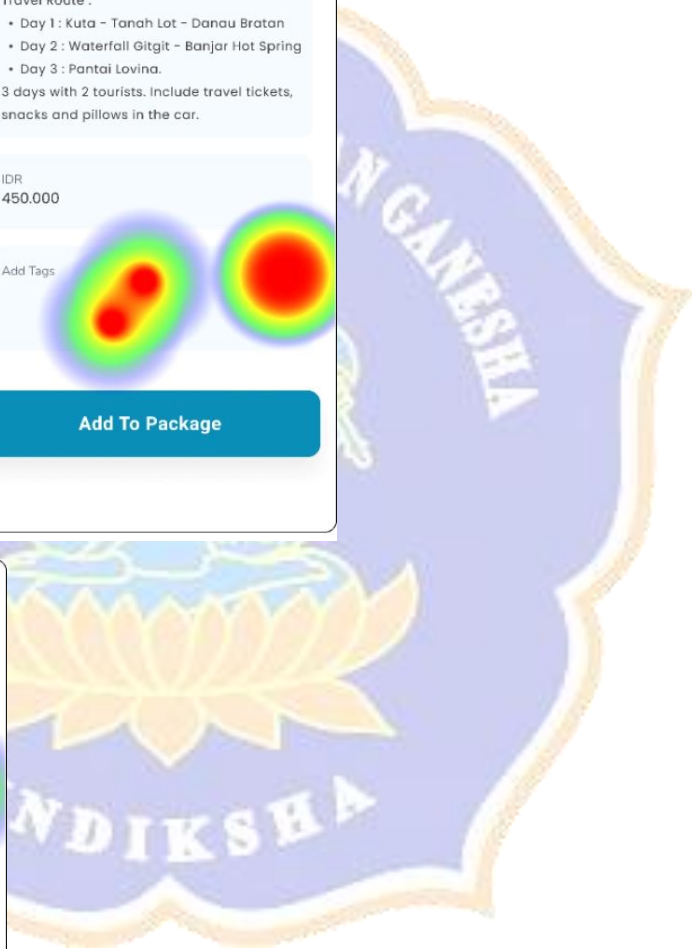 Travel Route :
• Day 1 : Kuta - Tanah Lot - Danau Bratan
• Day 2 : Waterfall Gitgit - Banjar Hot Spring
• Day 3 : Pantai Lovina.
3 days with 2 tourists. Include travel tickets,
snacks and pillows in the car.
IDR
450.000
Add Tags
Add To Package
N GANESHA
NDIKSHA